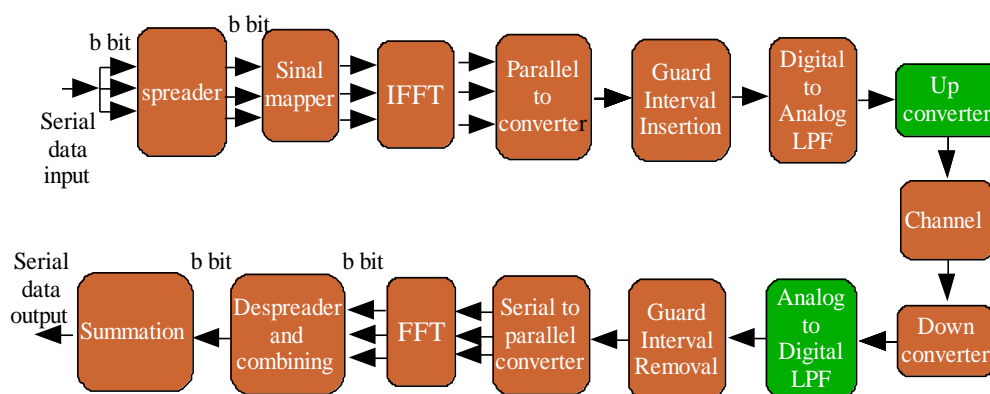 b bit
b bit
Serial
data
input
spreader
Sinal
mapper
IFFT
Parallel
to
converter
Guard
Interval
Insertion
Digital
to
Analog
LPF
Up
converter
Channel
Down
converter
Analog
to
Digital
LPF
Guard
Interval
Removal
Serial to
parallel
converter
FFT
b bit
Despreader
and
combining
b bit
Summation
Serial
data
output